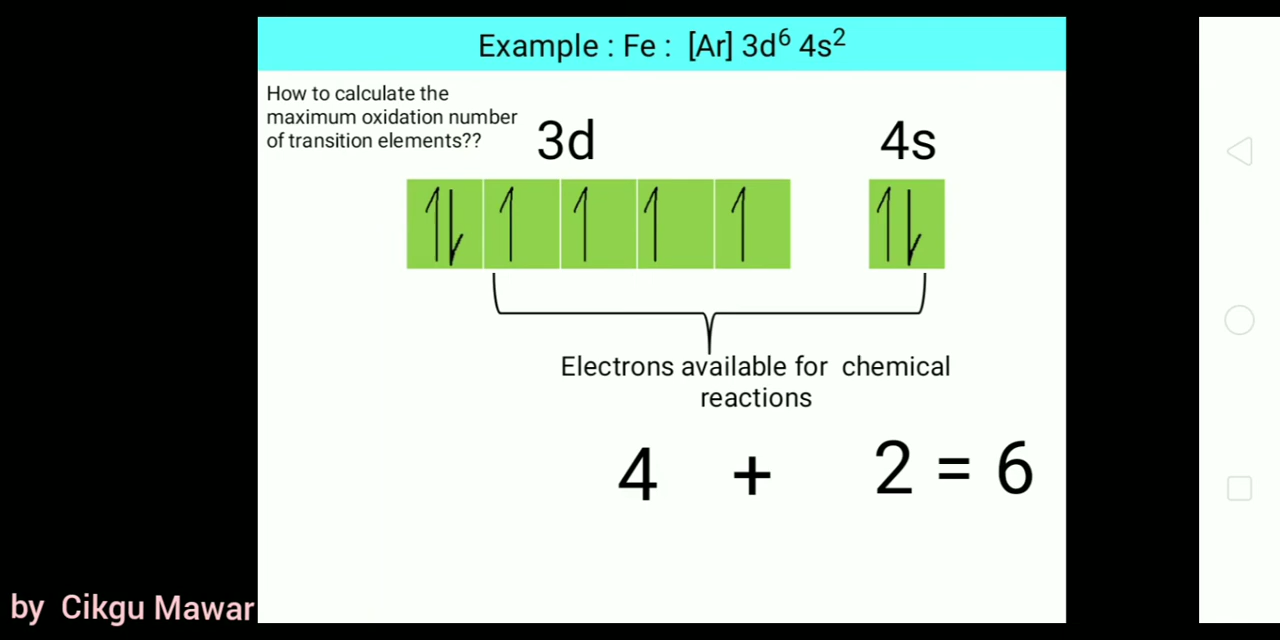 Example : Fe : [Ar] 3d⁶ 4s²
How to calculate the
maximum oxidation number
of transition elements??
3d
4s
Electrons available for chemical
reactions
4 + 2 = 6
by Cikgu Mawar